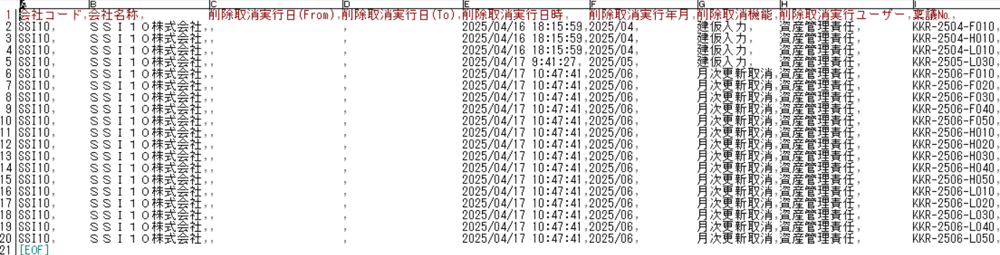 A B C D E F G H I
1 会社コード,会社名称, 削除取消実行日(From),削除取消実行日(To),削除取消実行日時, 削除取消実行年月,削除取消機能,削除取消実行ユーザー,稟議No.,
2 SSI10, ＳＳＩ１０株式会社,, , 2025/04/16 18:15:59,2025/04, 建仮入力, 資産管理責任, KKR-2504-F010,
3 SSI10, ＳＳＩ１０株式会社,, , 2025/04/16 18:15:59,2025/04, 建仮入力, 資産管理責任, KKR-2504-H010,
4 SSI10, ＳＳＩ１０株式会社,, , 2025/04/16 18:15:59,2025/04, 建仮入力, 資産管理責任, KKR-2504-L010,
5 SSI10, ＳＳＩ１０株式会社,, , 2025/04/17 9:41:27, 2025/05, 建仮入力, 資産管理責任, KKR-2505-L030,
6 SSI10, ＳＳＩ１０株式会社,, , 2025/04/17 10:47:41,2025/06, 月次更新取消,資産管理責任, KKR-2506-F010,
7 SSI10, ＳＳＩ１０株式会社,, , 2025/04/17 10:47:41,2025/06, 月次更新取消,資産管理責任, KKR-2506-F020,
8 SSI10, ＳＳＩ１０株式会社,, , 2025/04/17 10:47:41,2025/06, 月次更新取消,資産管理責任, KKR-2506-F030,
9 SSI10, ＳＳＩ１０株式会社,, , 2025/04/17 10:47:41,2025/06, 月次更新取消,資産管理責任, KKR-2506-F040,
10 SSI10, ＳＳＩ１０株式会社,, , 2025/04/17 10:47:41,2025/06, 月次更新取消,資産管理責任, KKR-2506-F050,
11 SSI10, ＳＳＩ１０株式会社,, , 2025/04/17 10:47:41,2025/06, 月次更新取消,資産管理責任, KKR-2506-H010,
12 SSI10, ＳＳＩ１０株式会社,, , 2025/04/17 10:47:41,2025/06, 月次更新取消,資産管理責任, KKR-2506-H020,
13 SSI10, ＳＳＩ１０株式会社,, , 2025/04/17 10:47:41,2025/06, 月次更新取消,資産管理責任, KKR-2506-H030,
14 SSI10, ＳＳＩ１０株式会社,, , 2025/04/17 10:47:41,2025/06, 月次更新取消,資産管理責任, KKR-2506-H040,
15 SSI10, ＳＳＩ１０株式会社,, , 2025/04/17 10:47:41,2025/06, 月次更新取消,資産管理責任, KKR-2506-H050,
16 SSI10, ＳＳＩ１０株式会社,, , 2025/04/17 10:47:41,2025/06, 月次更新取消,資産管理責任, KKR-2506-L010,
17 SSI10, ＳＳＩ１０株式会社,, , 2025/04/17 10:47:41,2025/06, 月次更新取消,資産管理責任, KKR-2506-L020,
18 SSI10, ＳＳＩ１０株式会社,, , 2025/04/17 10:47:41,2025/06, 月次更新取消,資産管理責任, KKR-2506-L030,
19 SSI10, ＳＳＩ１０株式会社,, , 2025/04/17 10:47:41,2025/06, 月次更新取消,資産管理責任, KKR-2506-L040,
20 SSI10, ＳＳＩ１０株式会社,, , 2025/04/17 10:47:41,2025/06, 月次更新取消,資産管理責任, KKR-2506-L050,
21 [EOF]